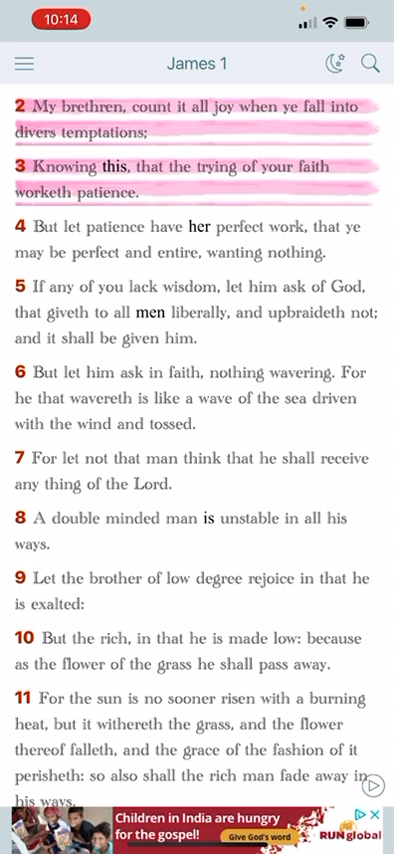 10:14
James 1
2 My brethren, count it all joy when ye fall into
divers temptations;
3 Knowing this, that the trying of your faith
worketh patience.
4 But let patience have her perfect work, that ye
may be perfect and entire, wanting nothing.
5 If any of you lack wisdom, let him ask of God,
that giveth to all men liberally, and upbraideth not;
and it shall be given him.
6 But let him ask in faith, nothing wavering. For
he that wavereth is like a wave of the sea driven
with the wind and tossed.
7 For let not that man think that he shall receive
any thing of the Lord.
8 A double minded man is unstable in all his
ways.
9 Let the brother of low degree rejoice in that he
is exalted:
10 But the rich, in that he is made low: because
as the flower of the grass he shall pass away.
11 For the sun is no sooner risen with a burning
heat, but it withereth the grass, and the flower
thereof falleth, and the grace of the fashion of it
perisheth: so also shall the rich man fade away in
his ways.
Children in India are hungry
for the gospel!
Give God's word
RUN global